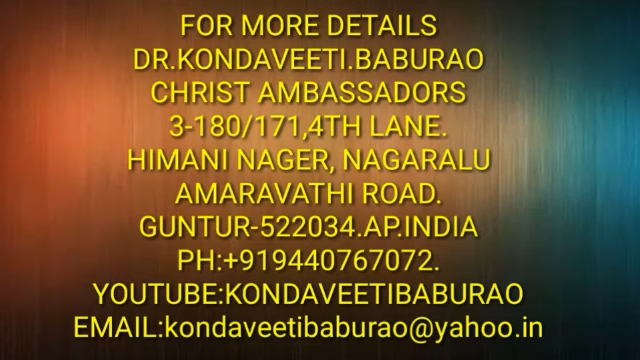 FOR MORE DETAILS
DR.KONDAVEETI.BABURAO
CHRIST AMBASSADORS
3-180/171,4TH LANE.
HIMANI NAGER, NAGARALU
AMARAVATHI ROAD.
GUNTUR-522034.AP.INDIA
PH:+919440767072.
YOUTUBE:KONDAVEETIBABURAO
EMAIL:kondaveetibaburao@yahoo.in